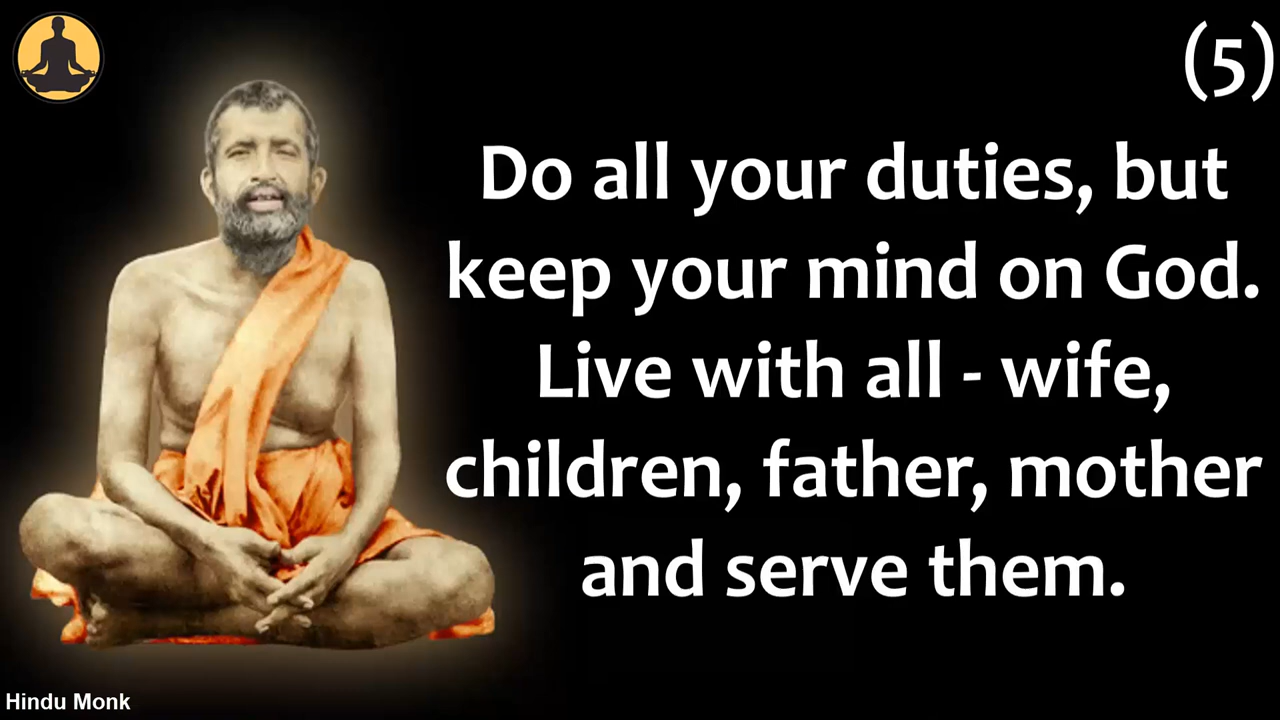 (5)
Do all your duties, but
keep your mind on God.
Live with all - wife,
children, father, mother
and serve them.
Hindu Monk